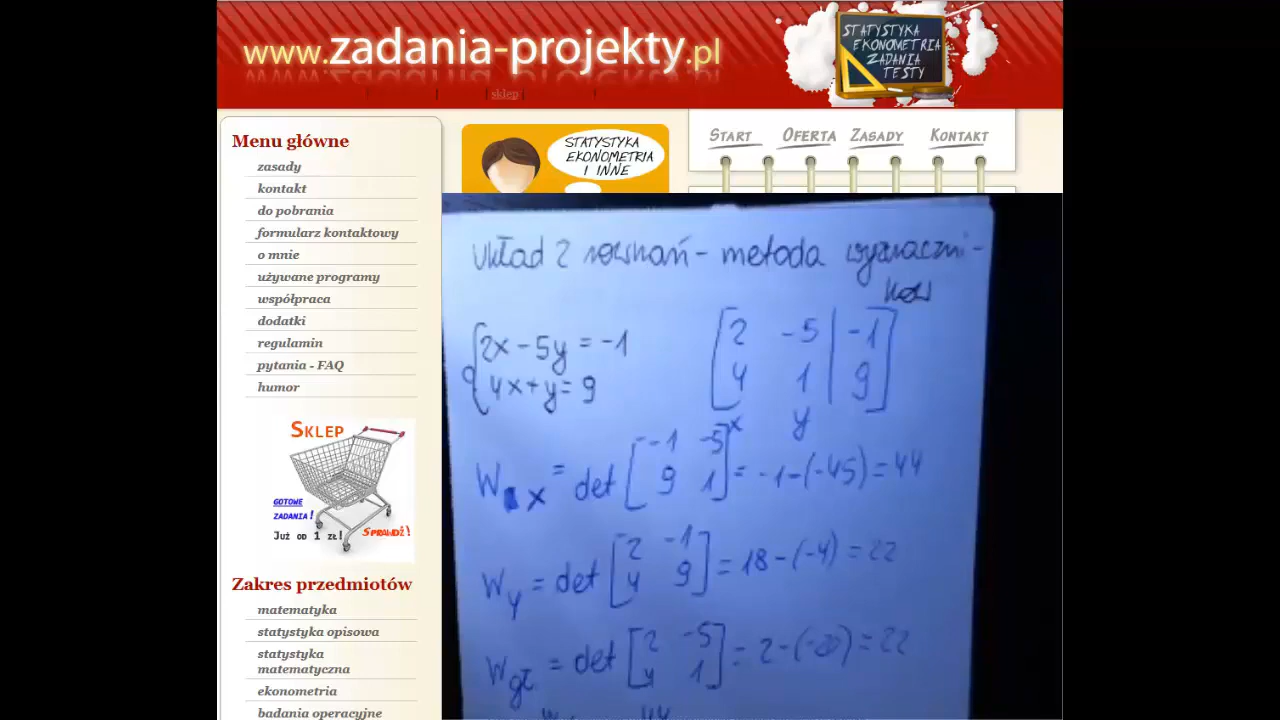 www.zadania-projekty.pl
STATYSTYKA
EKONOMETRIA
ZADANIA
TESTY
sklep
Menu główne
zasady
kontakt
do pobrania
formularz kontaktowy
o mnie
używane programy
współpraca
dodatki
regulamin
pytania - FAQ
humor
SKLEP
GOTOWE
ZADANIA!
JUŻ OD 1 ZŁ!
SPRAWDŹ!
Zakres przedmiotów
matematyka
statystyka opisowa
statystyka
matematyczna
ekonometria
badania operacyjne
STATYSTYKA
EKONOMETRIA
I INNE
START OFERTA ZASADY KONTAKT
układ 2 równań - metoda wyznaczni-
ków
2x - 5y = -1
4x + y = 9
2 -5 | -1
4 1 | 9
x y
Wx = det [-1 -5
9 1] = -1 - (-45) = 44
Wy = det [2 -1
4 9] = 18 - (-4) = 22
Wgł = det [2 -5
4 1] = 2 - (-20) = 22